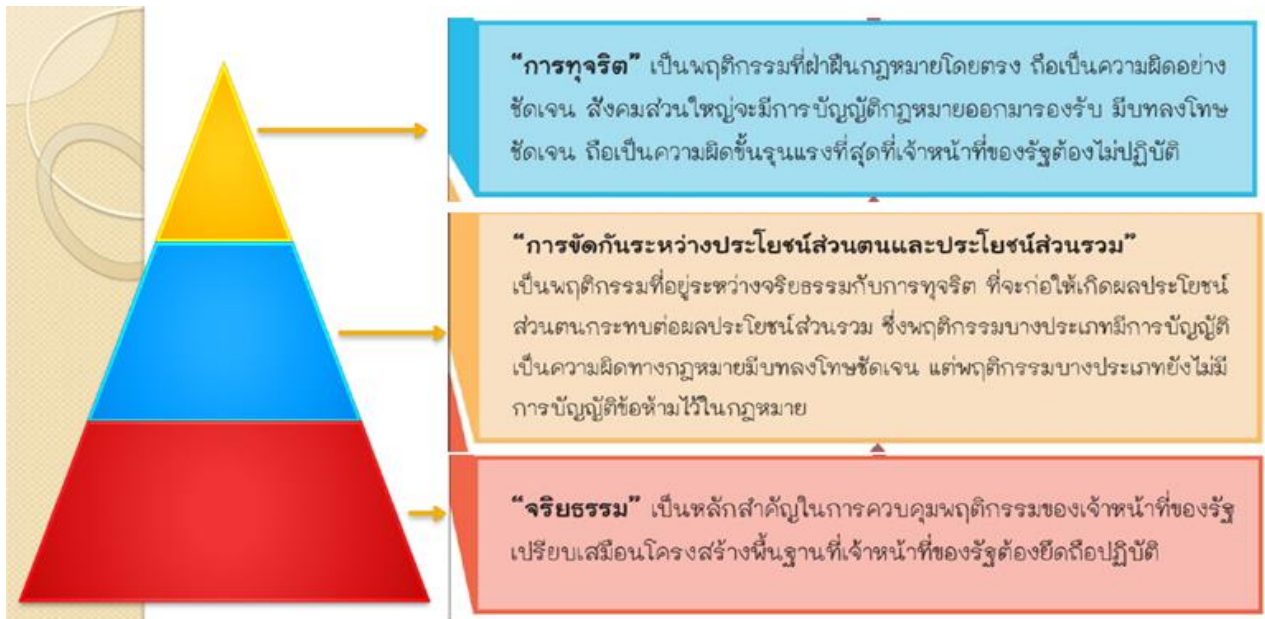 “การทุจริต” เป็นพฤติกรรมที่ฝ่าฝืนกฎหมายโดยตรง ถือเป็นความผิดอย่าง
ชัดเจน สังคมส่วนใหญ่จะมีการบัญญัติกฎหมายออกมารองรับ มีบทลงโทษ
ชัดเจน ถือเป็นความผิดขั้นรุนแรงที่สุดที่เจ้าหน้าที่ของรัฐต้องไม่ปฏิบัติ
“การขัดกันระหว่างประโยชน์ส่วนตนและประโยชน์ส่วนรวม”
เป็นพฤติกรรมที่อยู่ระหว่างจริยธรรมกับการทุจริต ที่จะก่อให้เกิดผลประโยชน์
ส่วนตนกระทบต่อผลประโยชน์ส่วนรวม ซึ่งพฤติกรรมบางประเภทมีการบัญญัติ
เป็นความผิดทางกฎหมายมีบทลงโทษชัดเจน แต่พฤติกรรมบางประเภทยังไม่มี
การบัญญัติข้อห้ามไว้ในกฎหมาย
“จริยธรรม” เป็นหลักสำคัญในการควบคุมพฤติกรรมของเจ้าหน้าที่ของรัฐ
เปรียบเสมือนโครงสร้างพื้นฐานที่เจ้าหน้าที่ของรัฐต้องยึดถือปฏิบัติ